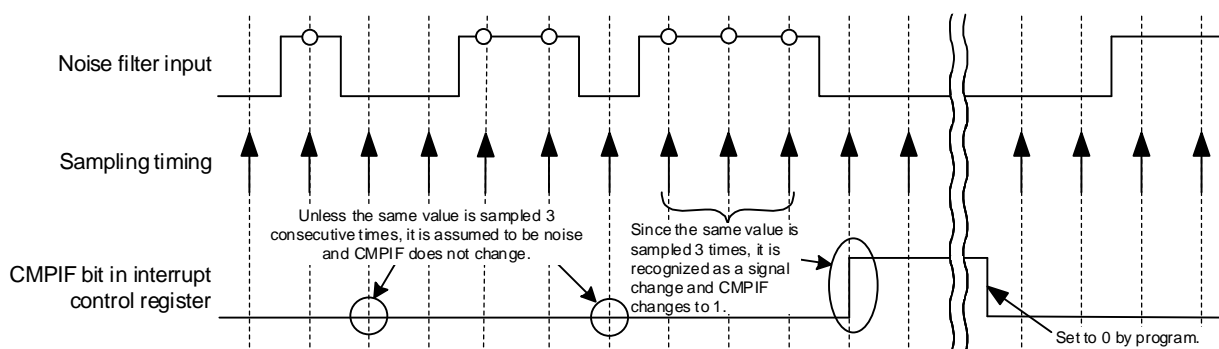 Noise filter input
Sampling timing
Unless the same value is sampled 3
consecutive times, it is assumed to be noise
and CMPIF does not change.
Since the same value is
sampled 3 times, it is
recognized as a signal
change and CMPIF
changes to 1.
CMPIF bit in interrupt
control register
Set to 0 by program.